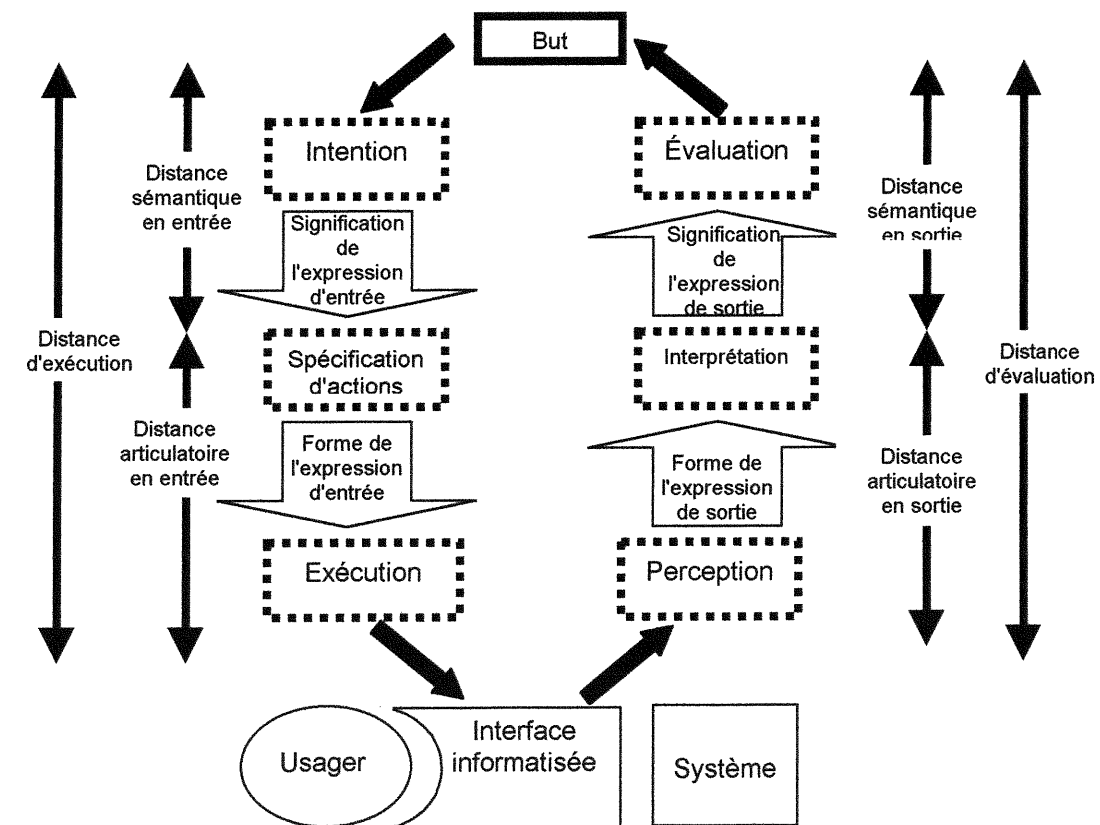 But
Intention
Évaluation
Distance
sémantique
en entrée
Signification
de
l'expression
d'entrée
Signification
de
l'expression
de sortie
Distance
sémantique
en sortie
Distance
d'exécution
Spécification
d'actions
Interprétation
Distance
d'évaluation
Distance
articulatoire
en entrée
Forme de
l'expression
d'entrée
Forme de
l'expression
de sortie
Distance
articulatoire
en sortie
Exécution
Perception
Usager
Interface
informatisée
Système